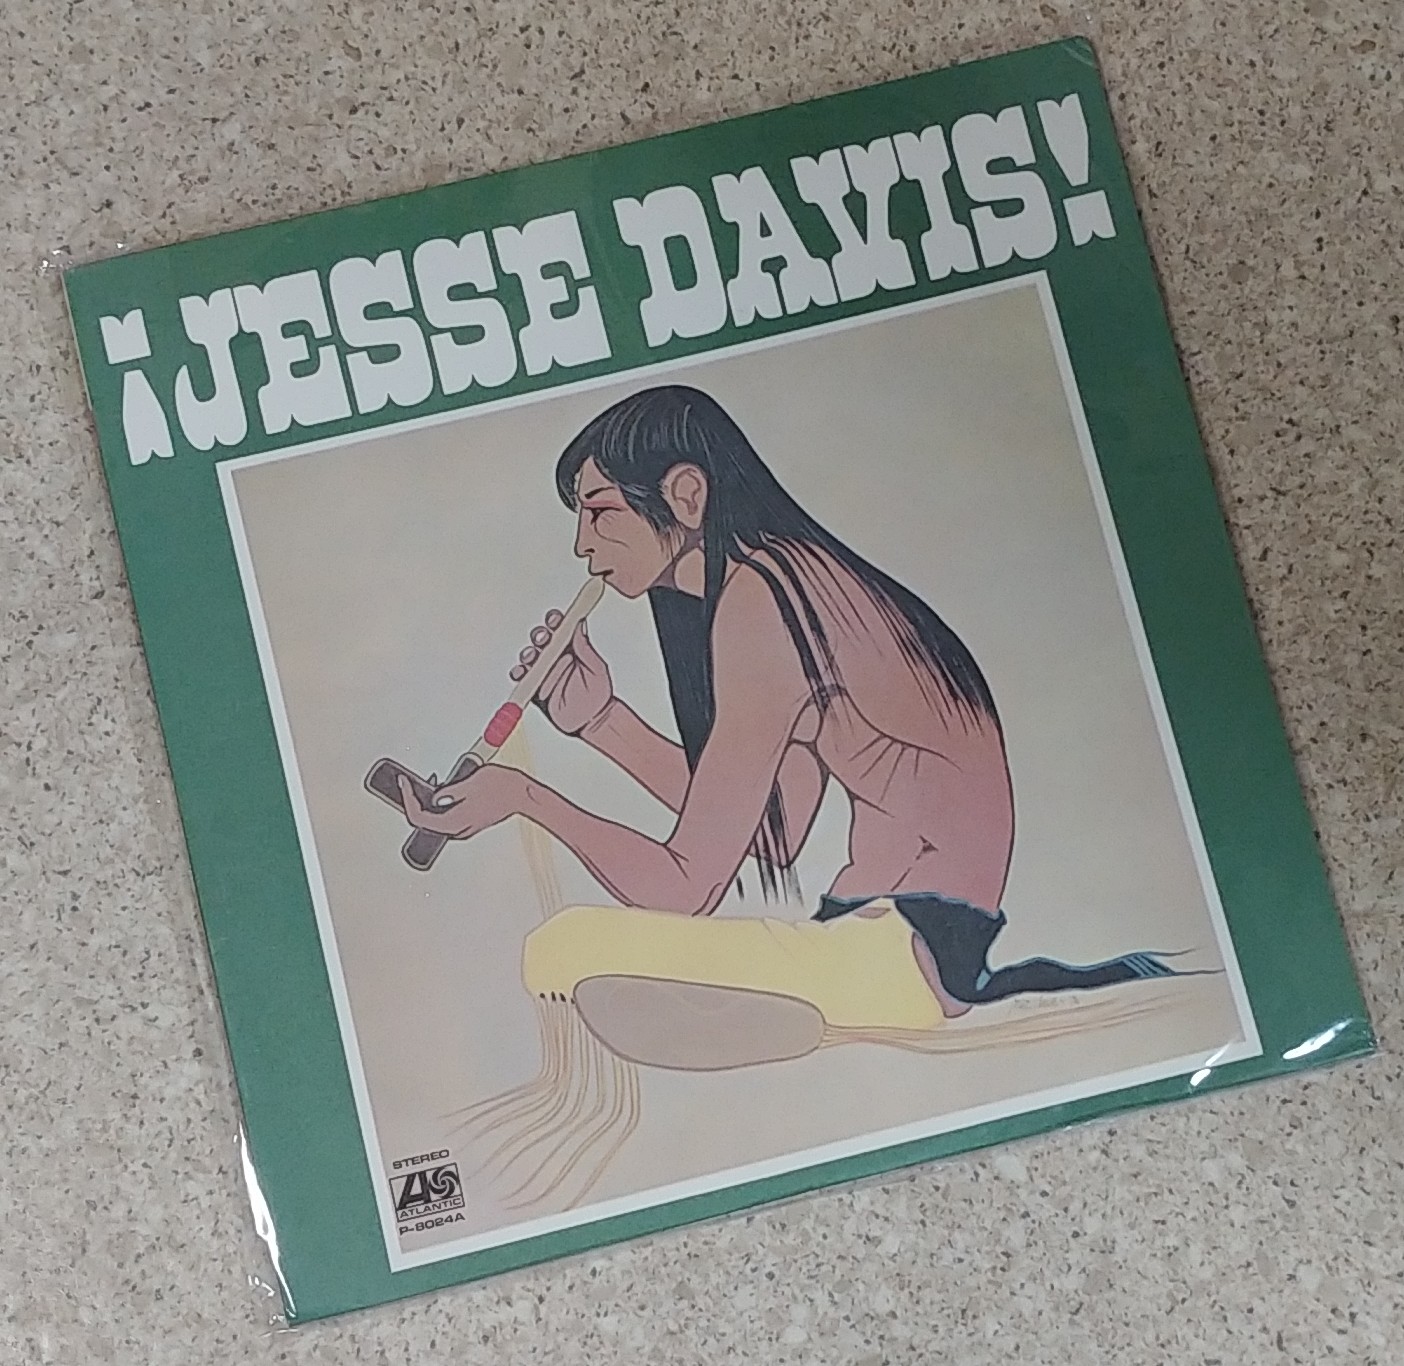 ¡JESSE DAVIS!
STEREO
ATLANTIC
P-8024A